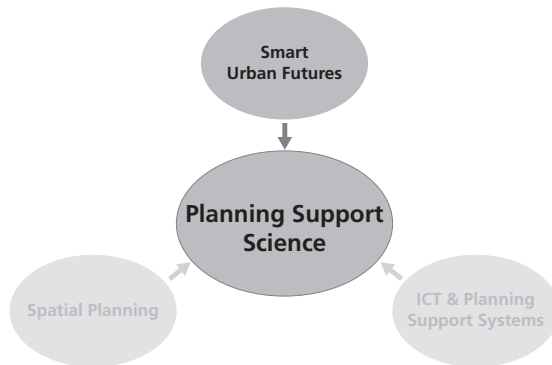 Smart
Urban Futures
Planning Support
Science
Spatial Planning
ICT & Planning
Support Systems